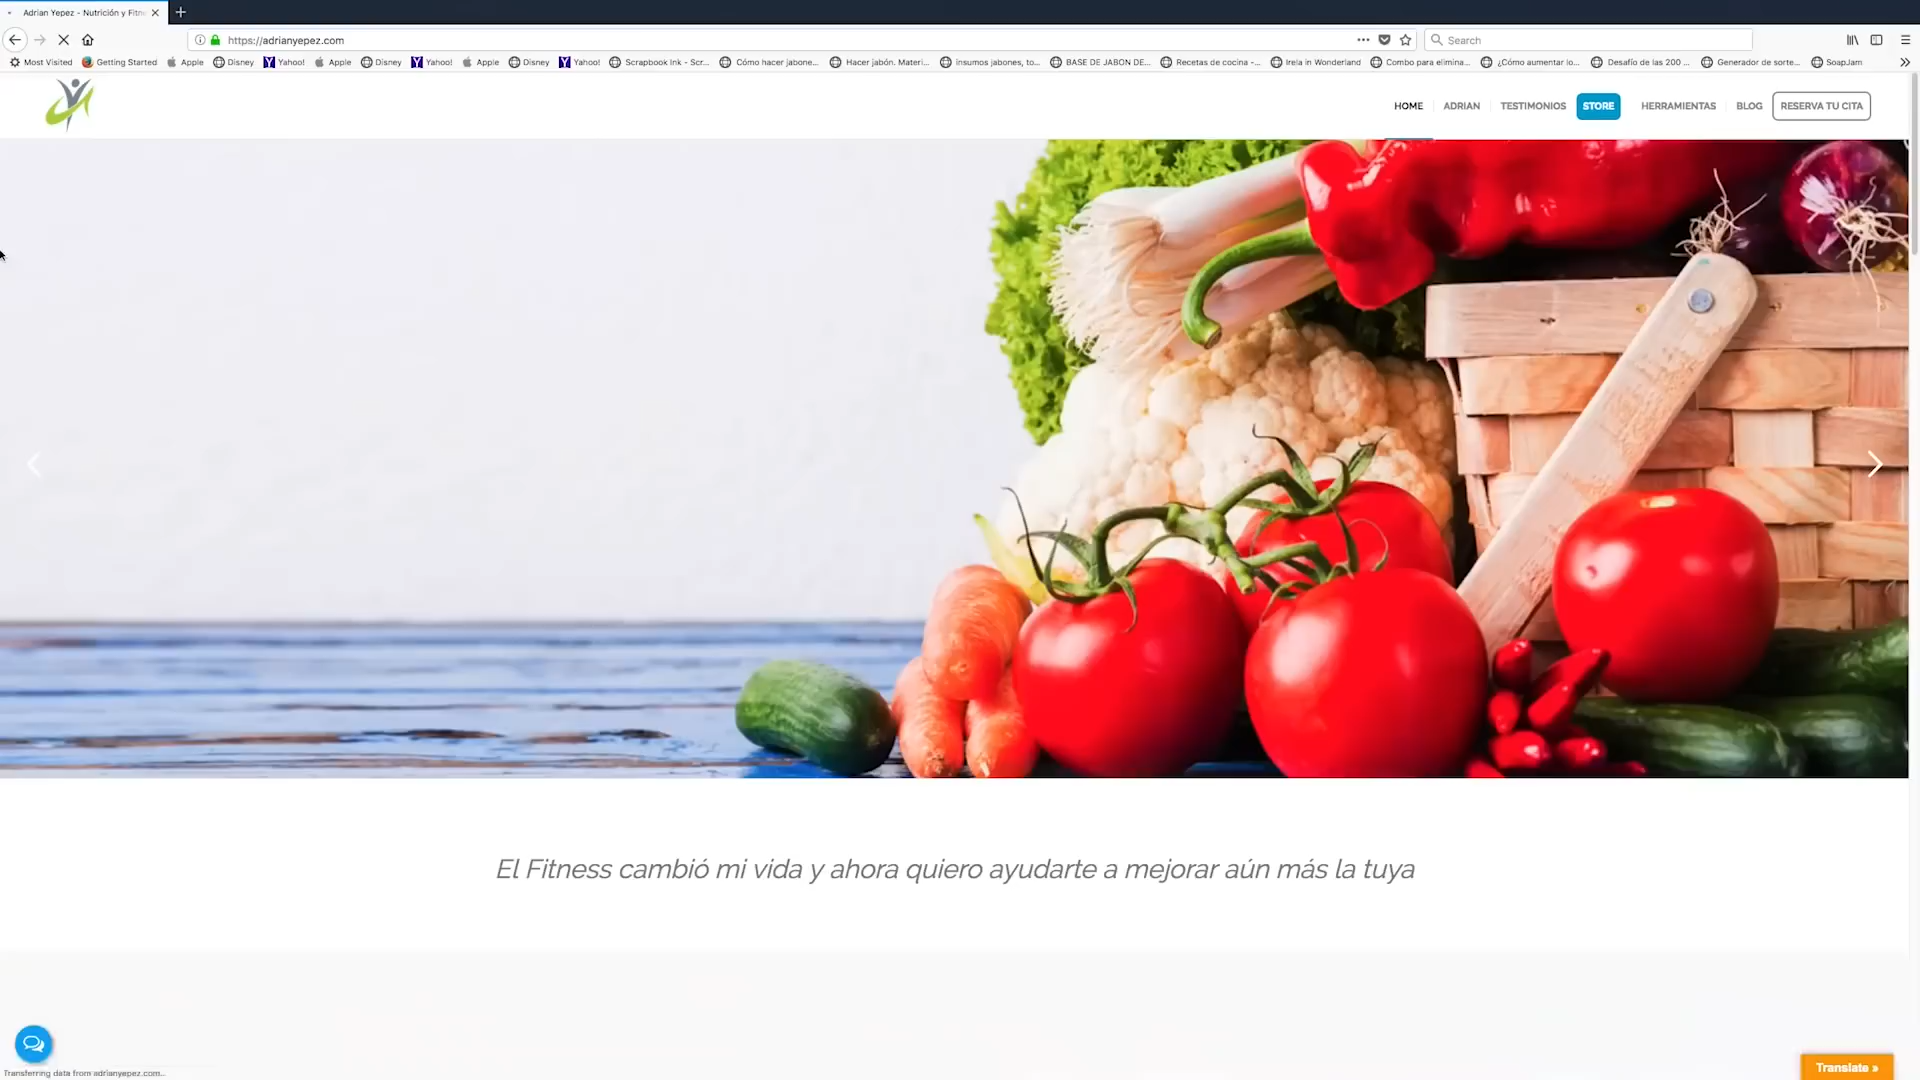 Adrian Yepez - Nutrición y Fitn
https://adrianyepez.com
Search
Most Visited Getting Started Apple Disney Yahoo! Apple Disney Yahoo! Apple Disney Yahoo! Scrapbook Ink - Scr... Cómo hacer jabone... Hacer jabón. Materi... insumos jabones, to... BASE DE JABON DE... Recetas de cocina -... Ireia in Wonderland Combo para elimina... ¿Cómo aumentar lo... Desafío de las 200 ... Generador de sorte... SoapJam
HOME ADRIAN TESTIMONIOS STORE HERRAMIENTAS BLOG RESERVA TU CITA
El Fitness cambió mi vida y ahora quiero ayudarte a mejorar aún más la tuya
Transferring data from adrianyepez.com...
Translate »